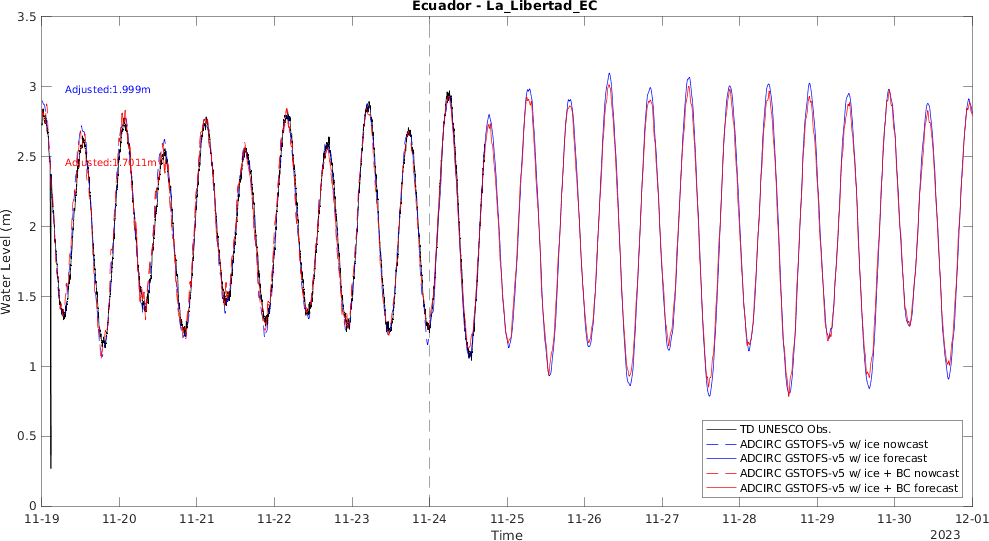 Ecuador - La_Libertad_EC
3.5
3
2.5
2
1.5
1
0.5
0
Water Level (m)
Adjusted:1.999m
Adjusted:1.7011m
TD UNESCO Obs.
ADCIRC GSTOFS-v5 w/ ice nowcast
ADCIRC GSTOFS-v5 w/ ice forecast
ADCIRC GSTOFS-v5 w/ ice + BC nowcast
ADCIRC GSTOFS-v5 w/ ice + BC forecast
11-19 11-20 11-21 11-22 11-23 11-24 11-25 11-26 11-27 11-28 11-29 11-30 12-01
Time
2023